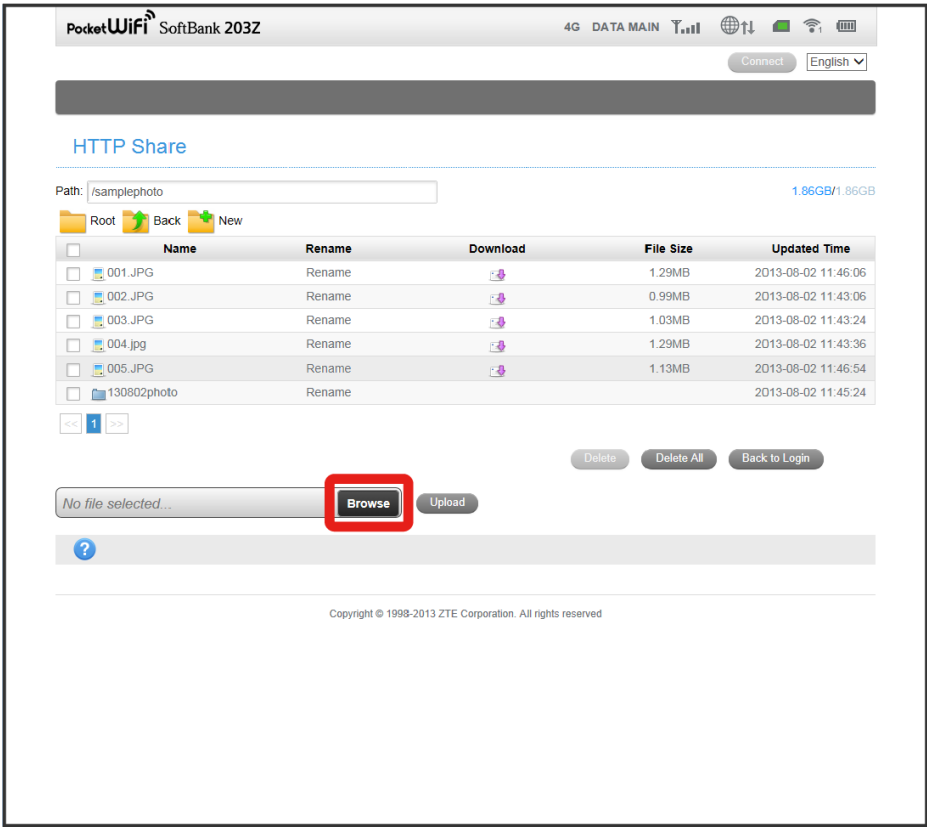 PocketWiFi SoftBank 203Z 4G DATA MAIN 1
Connect English
HTTP Share
Path: /samplephoto 1.86GB/1.86GB
Root Back New
Name Rename Download File Size Updated Time
001.JPG Rename 1.29MB 2013-08-02 11:46:06
002.JPG Rename 0.99MB 2013-08-02 11:43:06
003.JPG Rename 1.03MB 2013-08-02 11:43:24
004.jpg Rename 1.29MB 2013-08-02 11:43:36
005.JPG Rename 1.13MB 2013-08-02 11:46:54
130802photo Rename 2013-08-02 11:45:24
<< 1 >>
Delete Delete All Back to Login
No file selected... Browse Upload
?
Copyright © 1998-2013 ZTE Corporation. All rights reserved